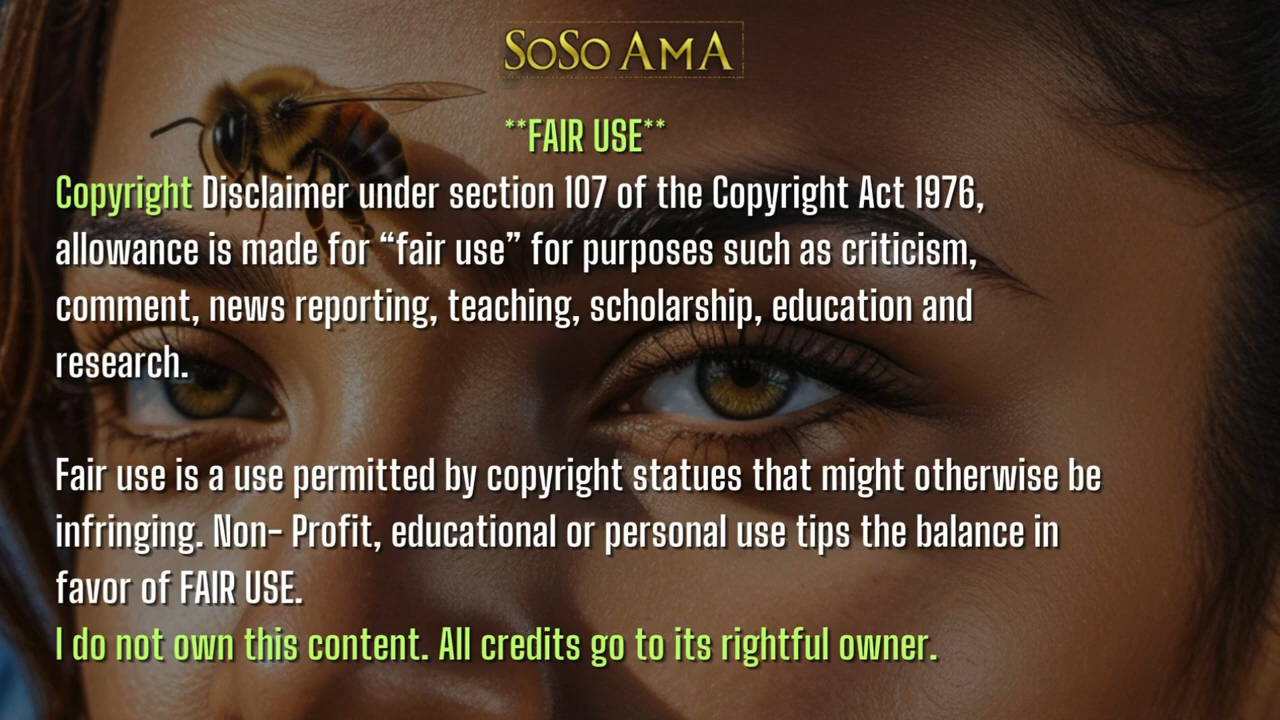 SoSo AmA
**FAIR USE**
Copyright Disclaimer under section 107 of the Copyright Act 1976,
allowance is made for “fair use” for purposes such as criticism,
comment, news reporting, teaching, scholarship, education and
research.
Fair use is a use permitted by copyright statues that might otherwise be
infringing. Non- Profit, educational or personal use tips the balance in
favor of FAIR USE.
I do not own this content. All credits go to its rightful owner.